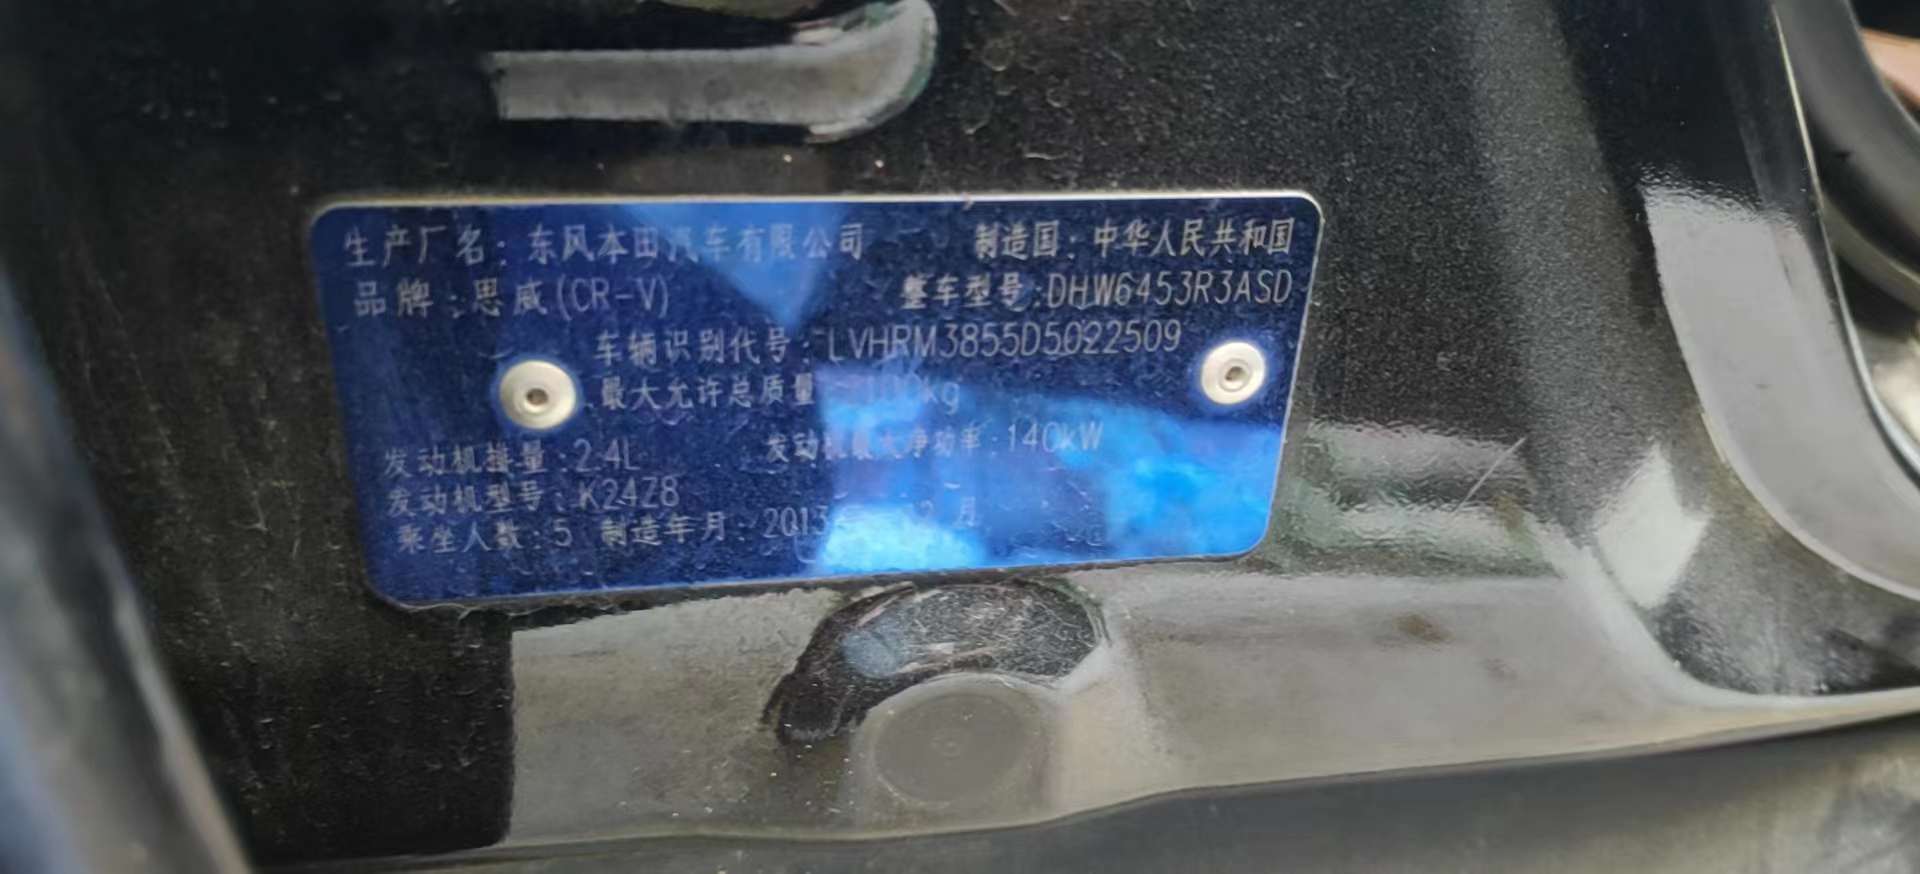 生产厂名：东风本田汽车有限公司 制造国：中华人民共和国
品牌：思威(CR-V) 整车型号：DHW6453R3ASD
车辆识别代号：LVHRM3855D5022509
最大允许总质量
发动机排量：2.4L 发动机最大净功率：140kW
发动机型号：K24Z8
乘坐人数：5 制造年月：2013 月